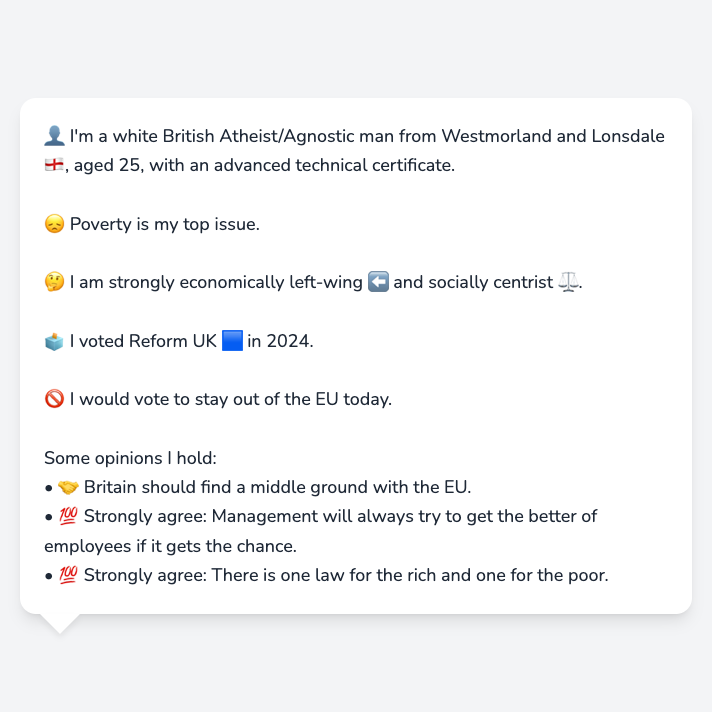 👤 I'm a white British Atheist/Agnostic man from Westmorland and Lonsdale
🏴󠁧󠁢󠁥󠁮󠁧󠁿, aged 25, with an advanced technical certificate.
😞 Poverty is my top issue.
🤔 I am strongly economically left-wing ⬅️ and socially centrist ⚖️.
🗳️ I voted Reform UK 🟦 in 2024.
🚫 I would vote to stay out of the EU today.
Some opinions I hold:
• 🤝 Britain should find a middle ground with the EU.
• 💯 Strongly agree: Management will always try to get the better of
employees if it gets the chance.
• 💯 Strongly agree: There is one law for the rich and one for the poor.